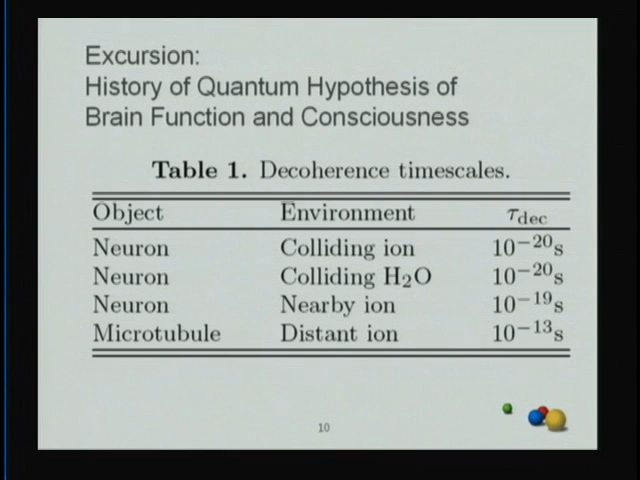 Excursion:
History of Quantum Hypothesis of
Brain Function and Consciousness
Table 1. Decoherence timescales.
Object Environment τdec
Neuron Colliding ion 10−20s
Neuron Colliding H2O 10−20s
Neuron Nearby ion 10−19s
Microtubule Distant ion 10−13s
10